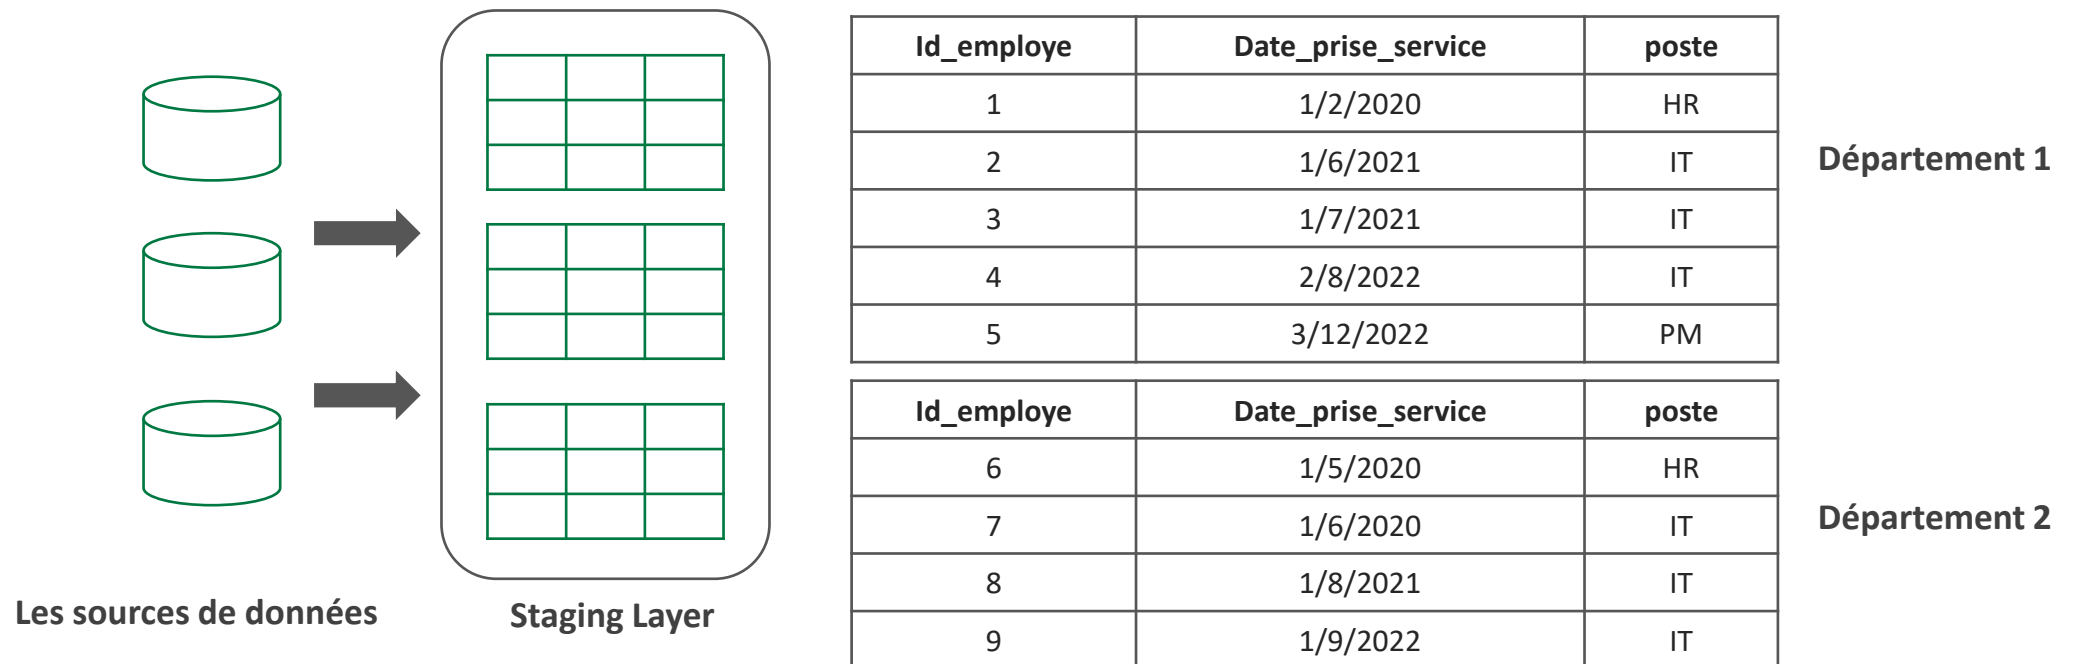 Id_employe Date_prise_service poste
1 1/2/2020 HR
2 1/6/2021 IT
3 1/7/2021 IT
4 2/8/2022 IT
5 3/12/2022 PM
Département 1
Id_employe Date_prise_service poste
6 1/5/2020 HR
7 1/6/2020 IT
8 1/8/2021 IT
9 1/9/2022 IT
Département 2
Les sources de données
Staging Layer